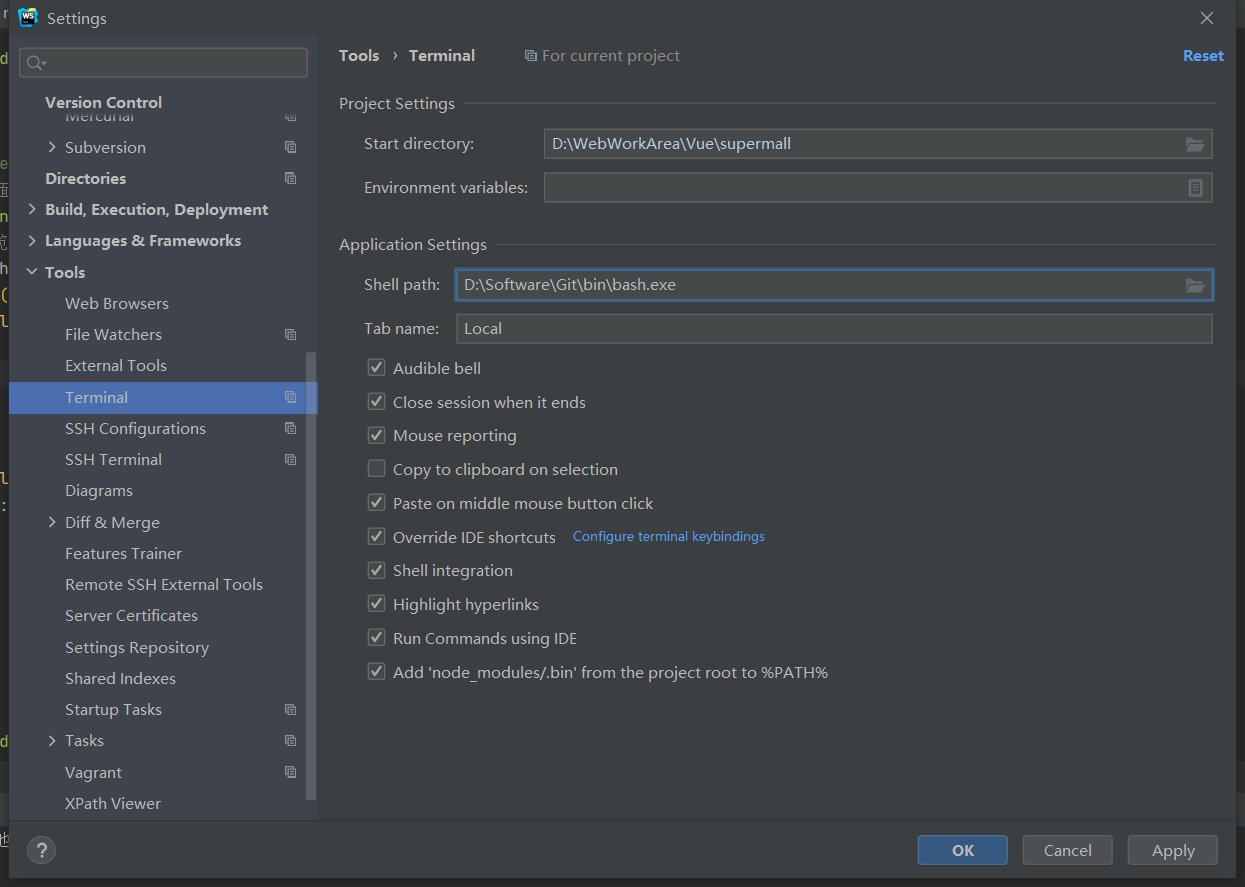 WS Settings
Tools › Terminal For current project Reset
Version Control
Mercurial
Subversion
Directories
Build, Execution, Deployment
Languages & Frameworks
Tools
Web Browsers
File Watchers
External Tools
Terminal
SSH Configurations
SSH Terminal
Diagrams
Diff & Merge
Features Trainer
Remote SSH External Tools
Server Certificates
Settings Repository
Shared Indexes
Startup Tasks
Tasks
Vagrant
XPath Viewer
Project Settings
Start directory: D:\WebWorkArea\Vue\supermall
Environment variables:
Application Settings
Shell path: D:\Software\Git\bin\bash.exe
Tab name: Local
Audible bell
Close session when it ends
Mouse reporting
Copy to clipboard on selection
Paste on middle mouse button click
Override IDE shortcuts Configure terminal keybindings
Shell integration
Highlight hyperlinks
Run Commands using IDE
Add 'node_modules/.bin' from the project root to %PATH%
? OK Cancel Apply